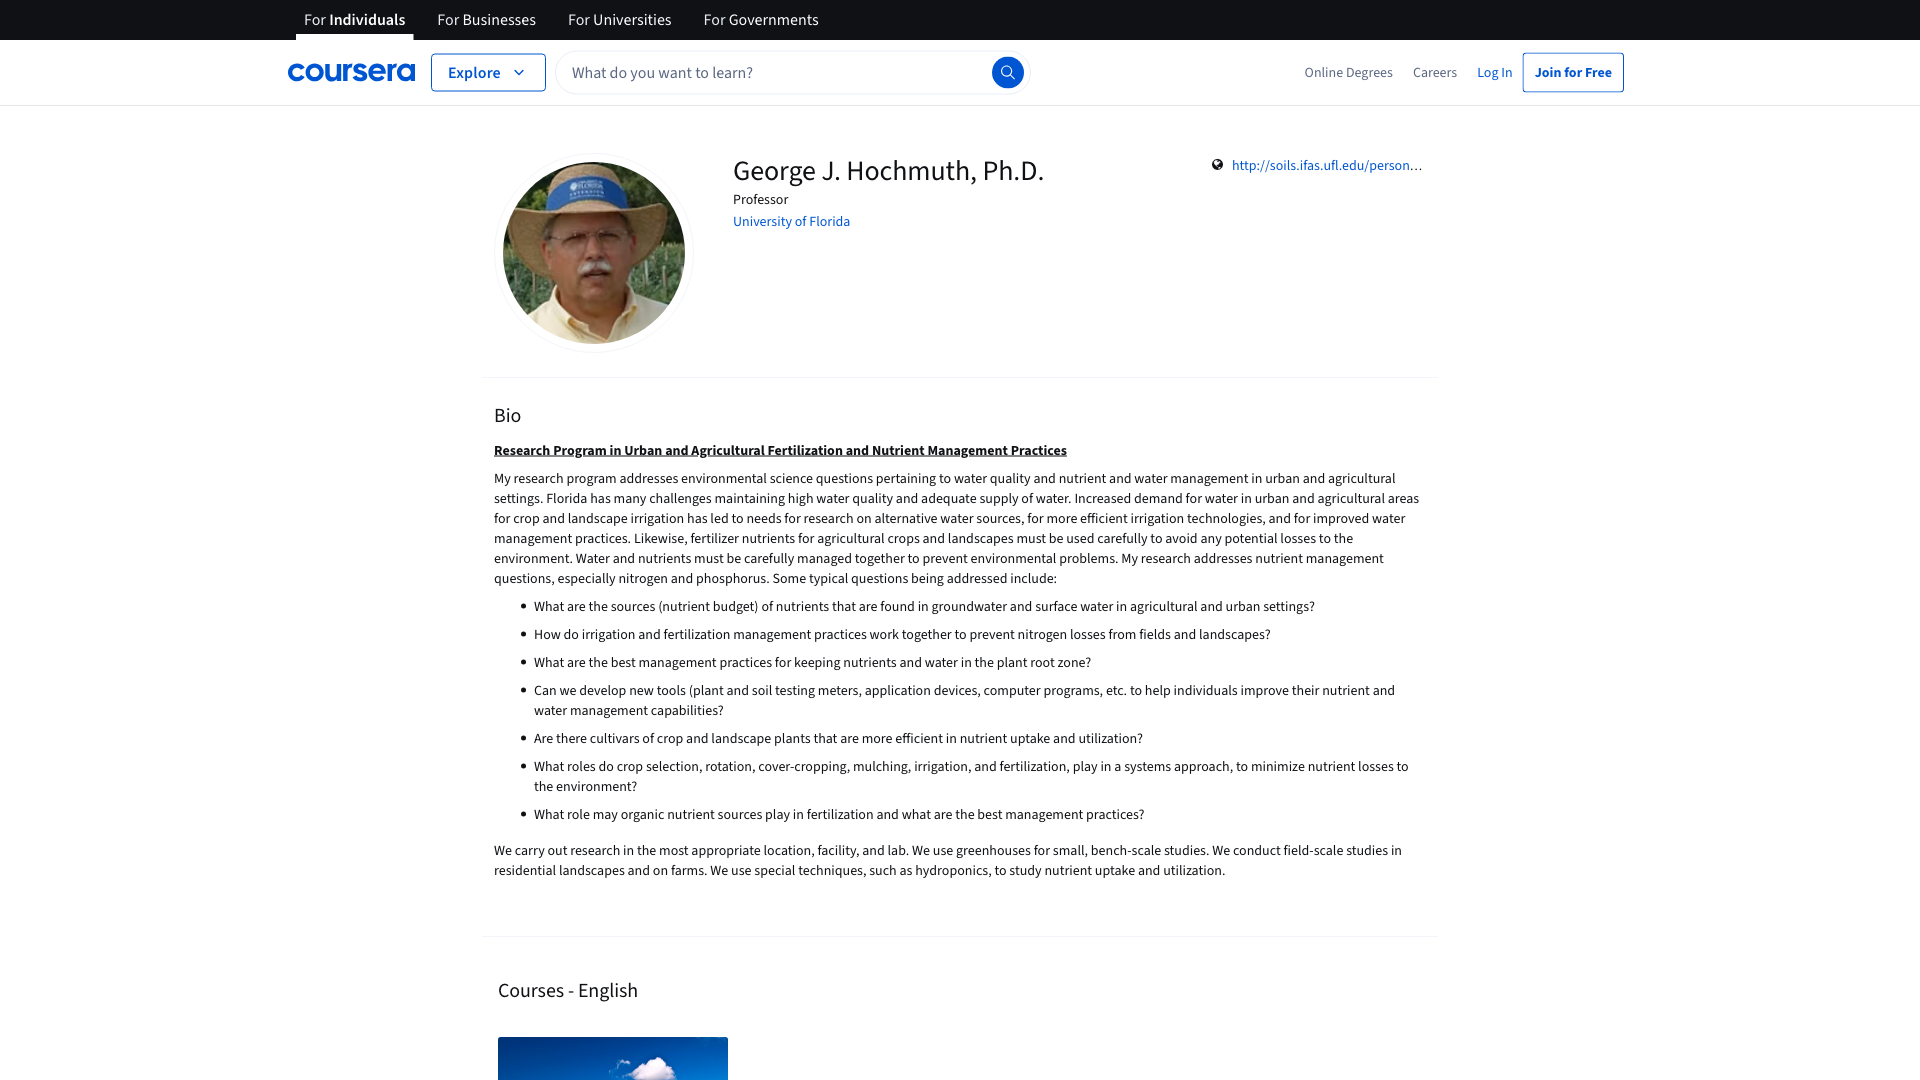 For Individuals
For Businesses
For Universities
For Governments
coursera
Explore
What do you want to learn?
Online Degrees
Careers
Log In
Join for Free
FLORIDA
EXTENSION
George J. Hochmuth, Ph.D.
Professor
University of Florida
http://soils.ifas.ufl.edu/person...
Bio
Research Program in Urban and Agricultural Fertilization and Nutrient Management Practices
My research program addresses environmental science questions pertaining to water quality and nutrient and water management in urban and agricultural
settings. Florida has many challenges maintaining high water quality and adequate supply of water. Increased demand for water in urban and agricultural areas
for crop and landscape irrigation has led to needs for research on alternative water sources, for more efficient irrigation technologies, and for improved water
management practices. Likewise, fertilizer nutrients for agricultural crops and landscapes must be used carefully to avoid any potential losses to the
environment. Water and nutrients must be carefully managed together to prevent environmental problems. My research addresses nutrient management
questions, especially nitrogen and phosphorus. Some typical questions being addressed include:
• What are the sources (nutrient budget) of nutrients that are found in groundwater and surface water in agricultural and urban settings?
• How do irrigation and fertilization management practices work together to prevent nitrogen losses from fields and landscapes?
• What are the best management practices for keeping nutrients and water in the plant root zone?
• Can we develop new tools (plant and soil testing meters, application devices, computer programs, etc. to help individuals improve their nutrient and
water management capabilities?
• Are there cultivars of crop and landscape plants that are more efficient in nutrient uptake and utilization?
• What roles do crop selection, rotation, cover-cropping, mulching, irrigation, and fertilization, play in a systems approach, to minimize nutrient losses to
the environment?
• What role may organic nutrient sources play in fertilization and what are the best management practices?
We carry out research in the most appropriate location, facility, and lab. We use greenhouses for small, bench-scale studies. We conduct field-scale studies in
residential landscapes and on farms. We use special techniques, such as hydroponics, to study nutrient uptake and utilization.
Courses - English